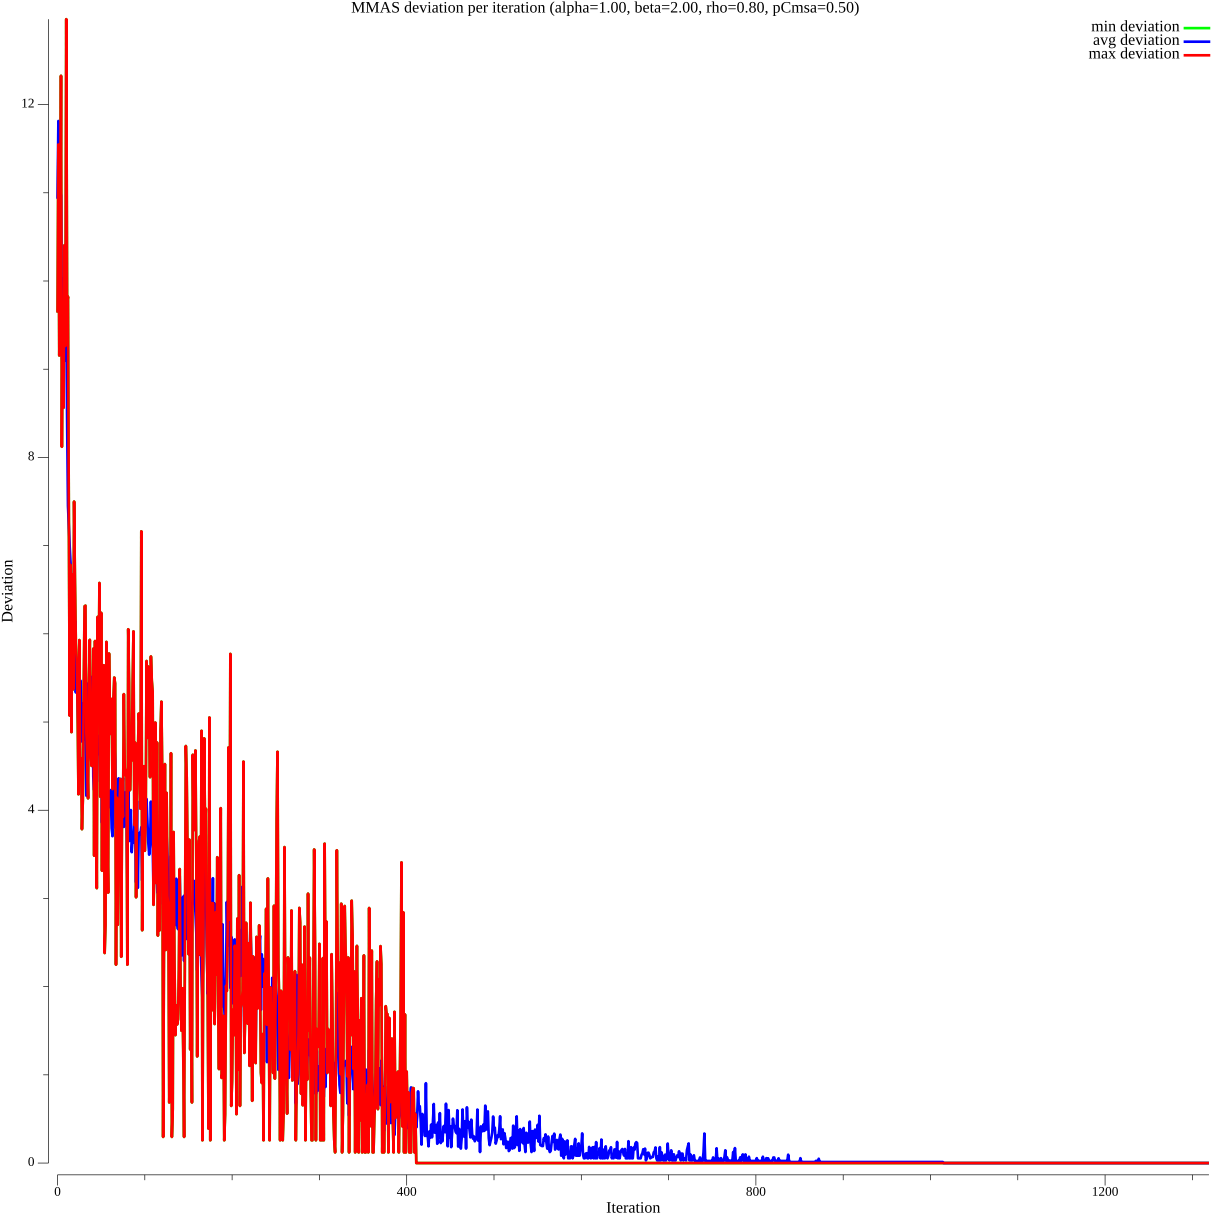 MMAS deviation per iteration (alpha=1.00, beta=2.00, rho=0.80, pCmsa=0.50)
min deviation
avg deviation
max deviation
12
8
4
0
Deviation
0 400 800 1200
Iteration